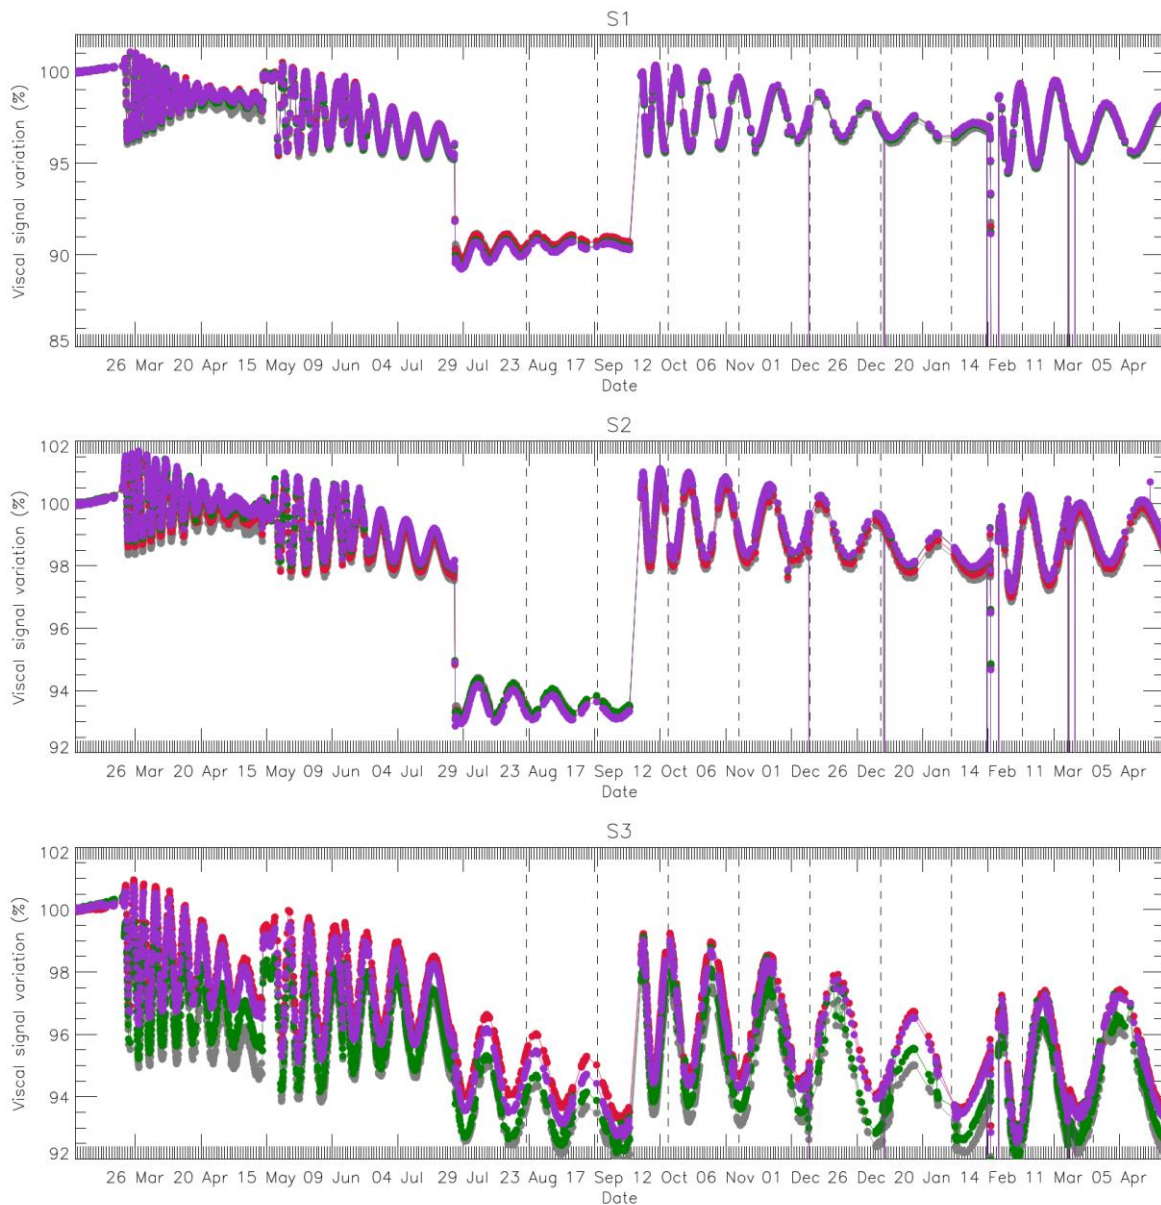 S1
Viscal signal variation (%)
100
95
90
85
26 Mar 20 Apr 15 May 09 Jun 04 Jul 29 Jul 23 Aug 17 Sep 12 Oct 06 Nov 01 Dec 26 Dec 20 Jan 14 Feb 11 Mar 05 Apr
Date
S2
Viscal signal variation (%)
102
100
98
96
94
92
26 Mar 20 Apr 15 May 09 Jun 04 Jul 29 Jul 23 Aug 17 Sep 12 Oct 06 Nov 01 Dec 26 Dec 20 Jan 14 Feb 11 Mar 05 Apr
Date
S3
Viscal signal variation (%)
102
100
98
96
94
92
26 Mar 20 Apr 15 May 09 Jun 04 Jul 29 Jul 23 Aug 17 Sep 12 Oct 06 Nov 01 Dec 26 Dec 20 Jan 14 Feb 11 Mar 05 Apr
Date